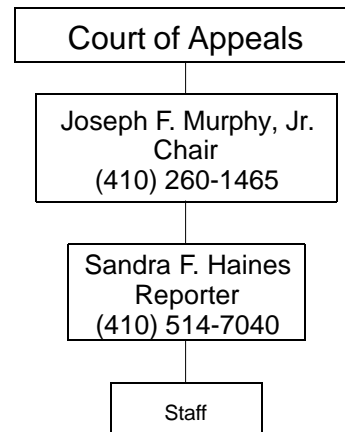 Court of Appeals
Joseph F. Murphy, Jr.
Chair
(410) 260-1465
Sandra F. Haines
Reporter
(410) 514-7040
Staff